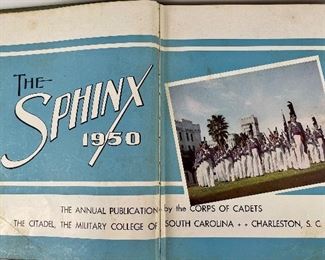 THE
SPHINX
1950
THE ANNUAL PUBLICATION by the CORPS OF CADETS
THE CITADEL, THE MILITARY COLLEGE OF SOUTH CAROLINA ++ CHARLESTON, S. C.